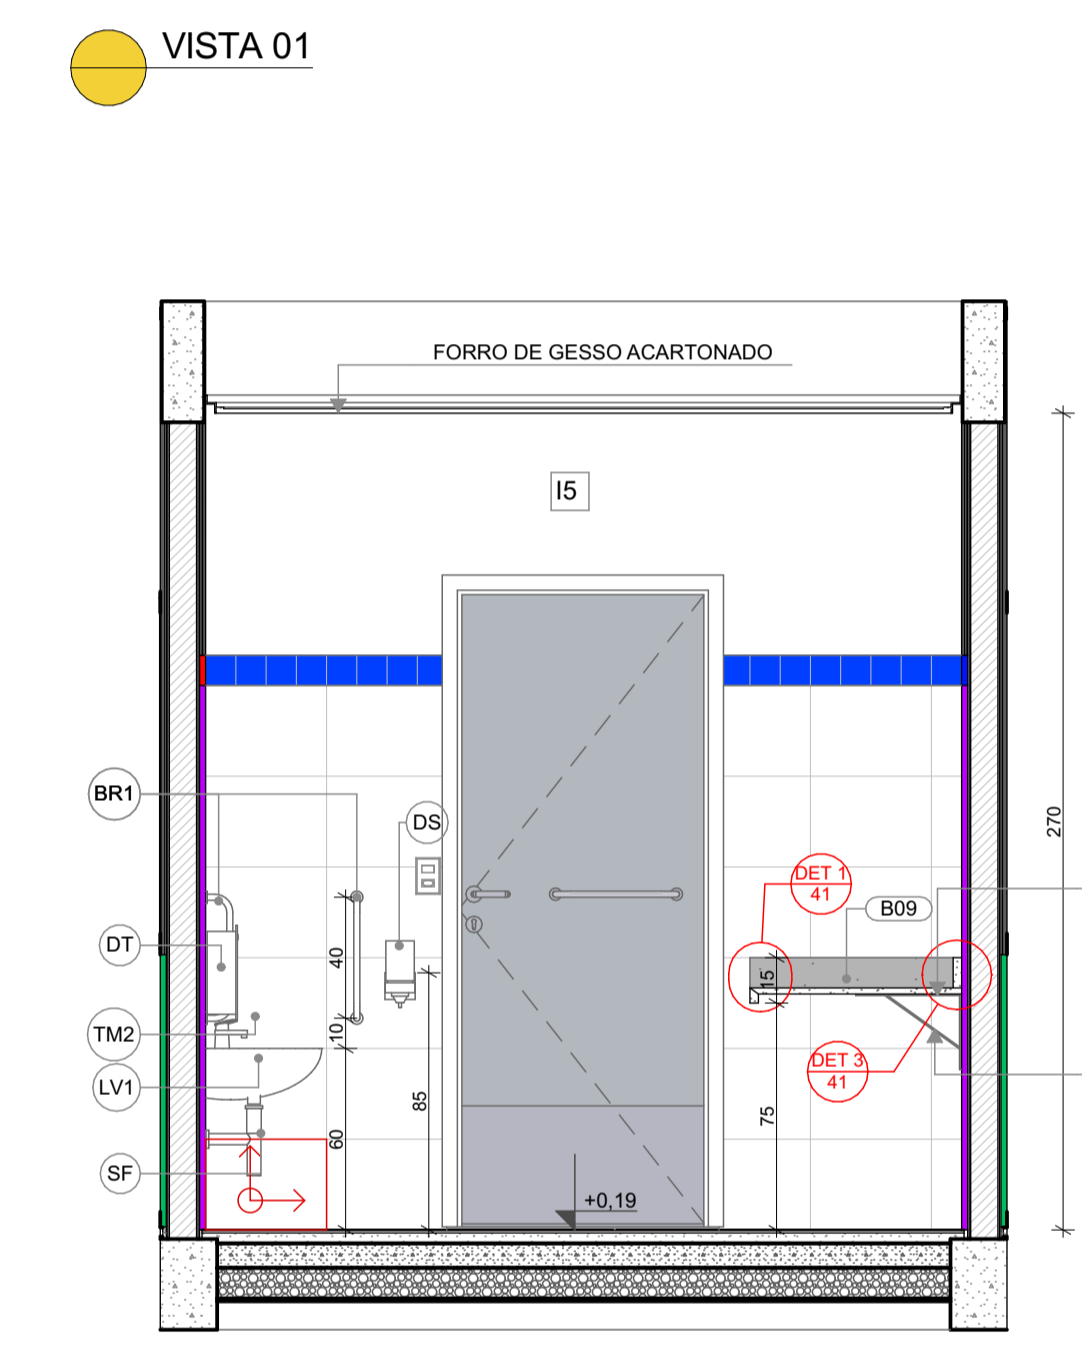 VISTA 01
FORRO DE GESSO ACARTONADO
I5
BR1
DS
270
DET 1
41
B09
DT
40
15
TM2
10
LV1
DET 3
41
85
75
60
SF
+0,19